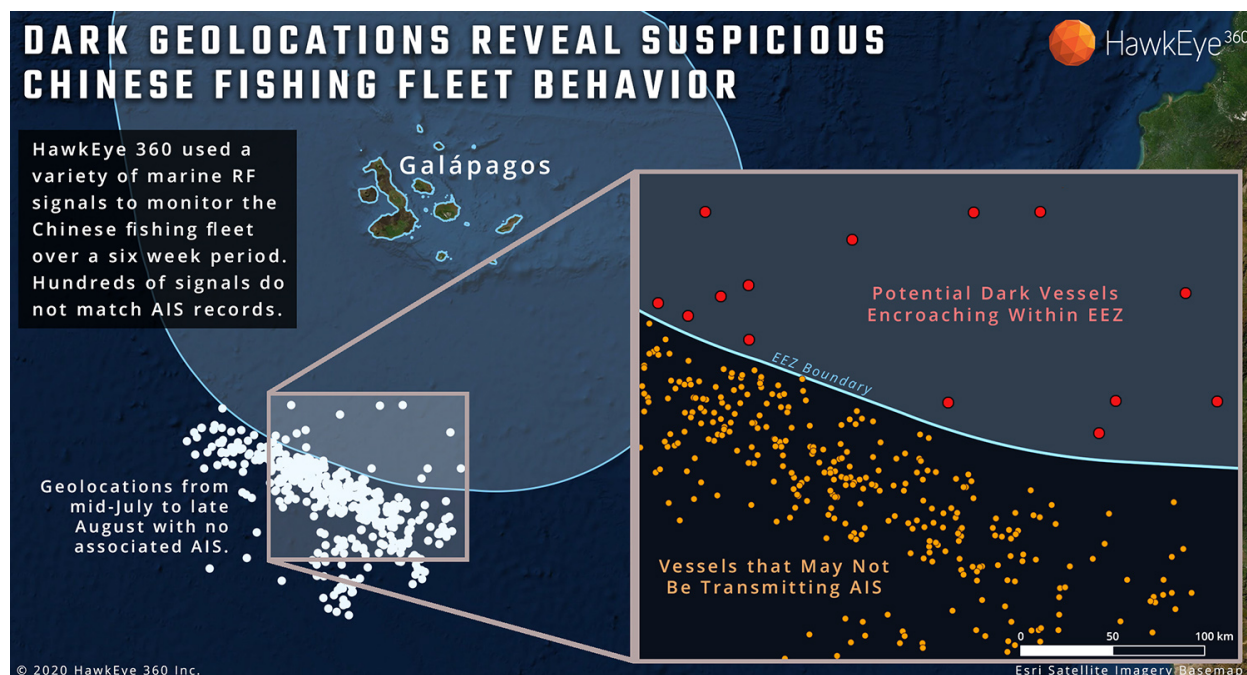 DARK GEOLOCATIONS REVEAL SUSPICIOUS
CHINESE FISHING FLEET BEHAVIOR
HawkEye360
HawkEye 360 used a
variety of marine RF
signals to monitor the
Chinese fishing fleet
over a six week period.
Hundreds of signals do
not match AIS records.
Galápagos
Potential Dark Vessels
Encroaching Within EEZ
EEZ Boundary
Geolocations from
mid-July to late
August with no
associated AIS.
Vessels that May Not
Be Transmitting AIS
0 50 100 km
© 2020 HawkEye 360 Inc.
Esri Satellite Imagery Basemap